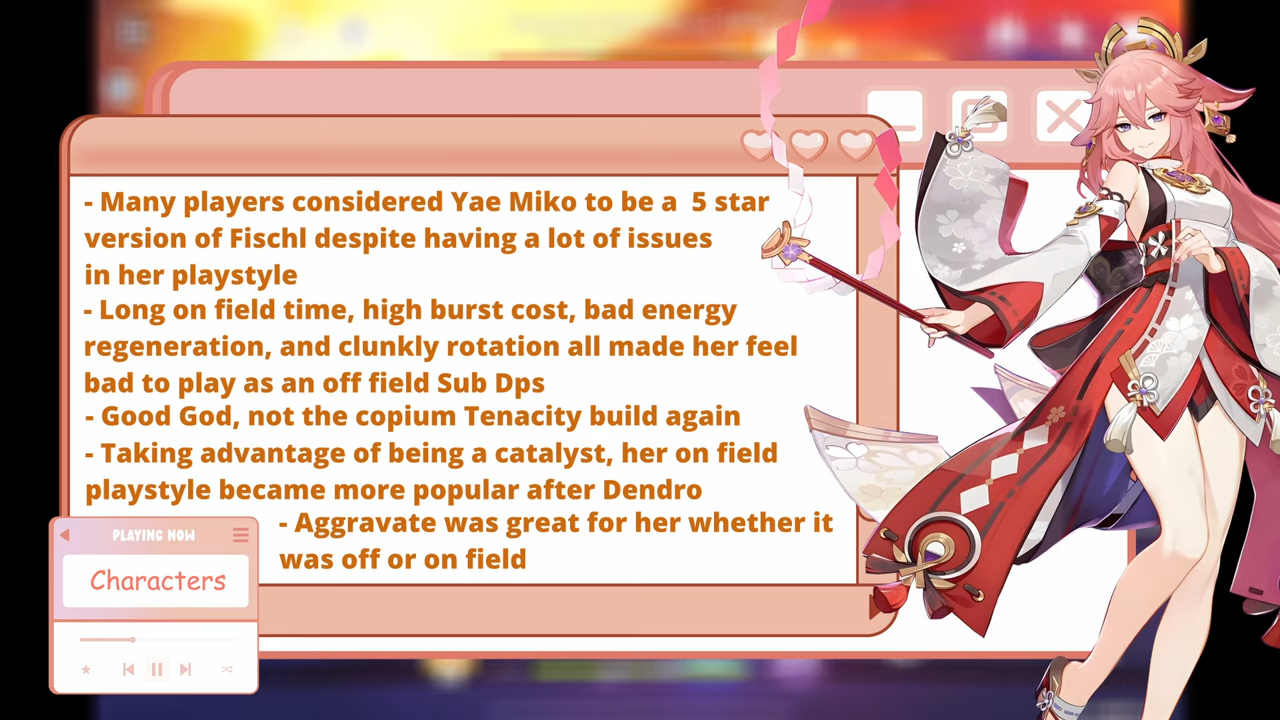 - Many players considered Yae Miko to be a  5 star
version of Fischl despite having a lot of issues
in her playstyle
- Long on field time, high burst cost, bad energy
regeneration, and clunkly rotation all made her feel
bad to play as an off field Sub Dps
- Good God, not the copium Tenacity build again
- Taking advantage of being a catalyst, her on field
playstyle became more popular after Dendro
- Aggravate was great for her whether it
was off or on field
PLAYING NOW
Characters